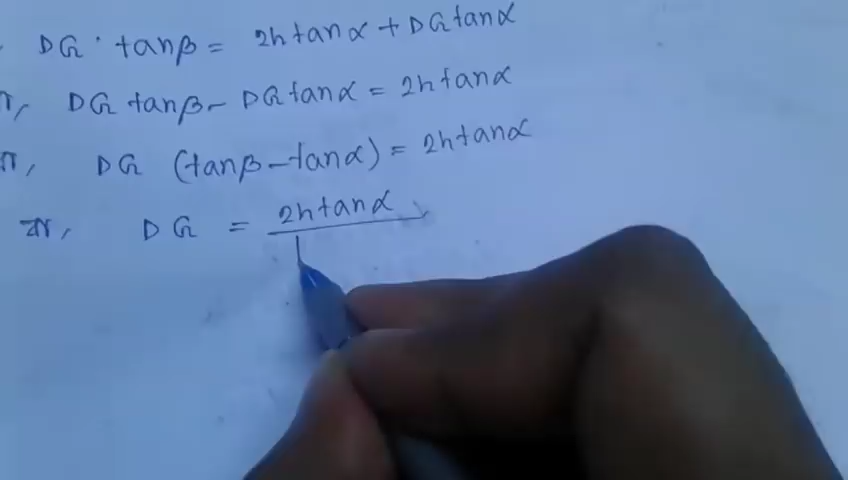 DG · tanβ = 2h tanα + DG tanα
DG tanβ - DG tanα = 2h tanα
DG (tanβ - tanα) = 2h tanα
বা, DG = 2h tanα